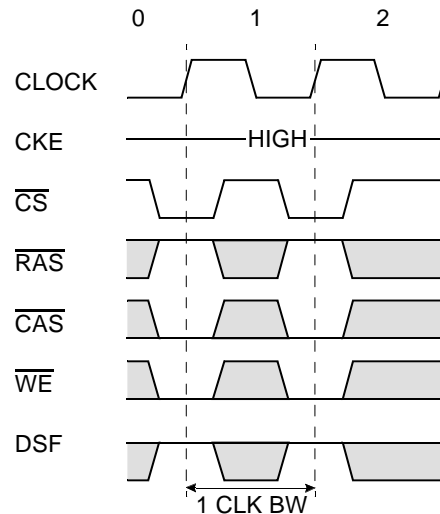 0 1 2
CLOCK
CKE HIGH
CS
RAS
CAS
WE
DSF
1 CLK BW